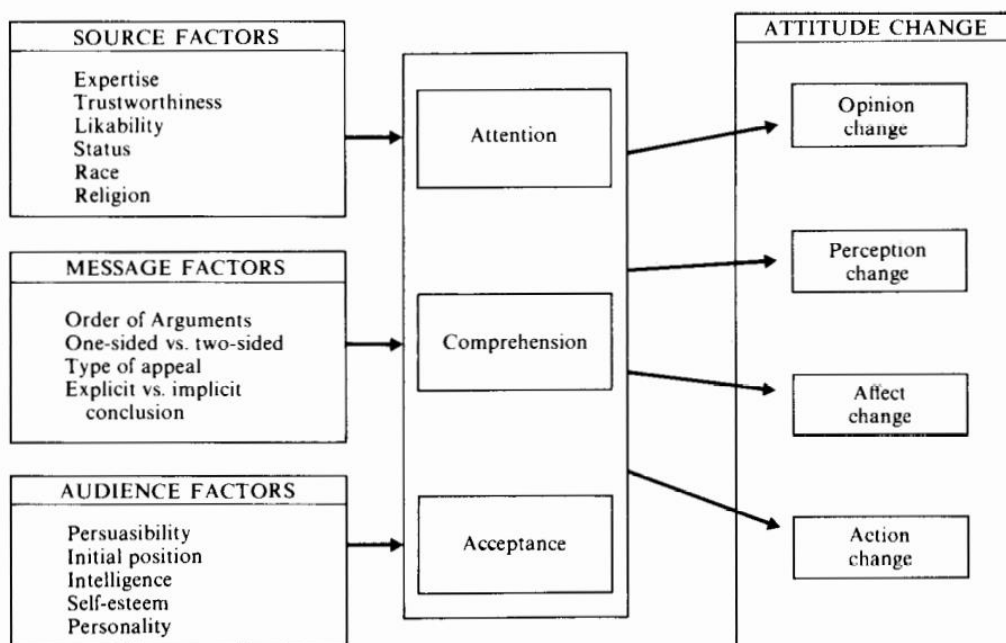 SOURCE FACTORS
Expertise
Trustworthiness
Likability
Status
Race
Religion
MESSAGE FACTORS
Order of Arguments
One-sided vs. two-sided
Type of appeal
Explicit vs. implicit
conclusion
AUDIENCE FACTORS
Persuasibility
Initial position
Intelligence
Self-esteem
Personality
Attention
Comprehension
Acceptance
ATTITUDE CHANGE
Opinion
change
Perception
change
Affect
change
Action
change